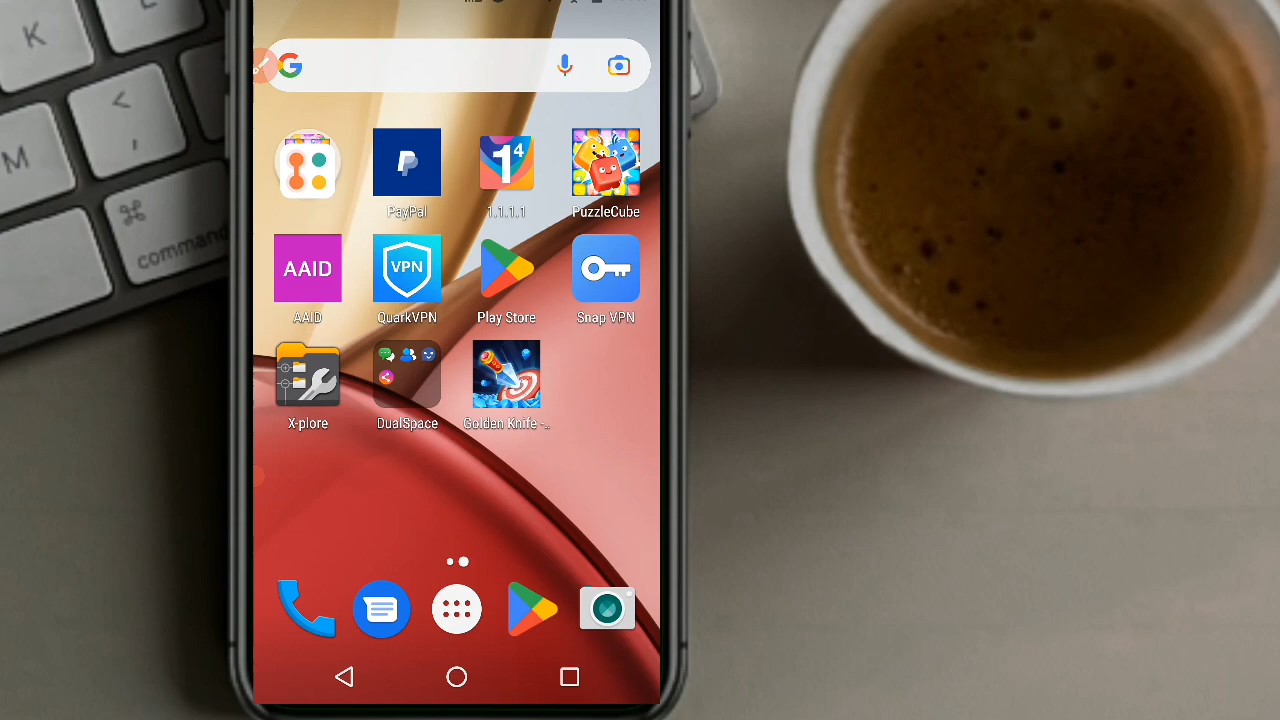 K
<
,
M
⌘
command
PayPal
1⁴
1.1.1.1
PuzzleCube
AAID
AAID
VPN
QuarkVPN
Play Store
Snap VPN
X-plore
DualSpace
Golden Knife -..